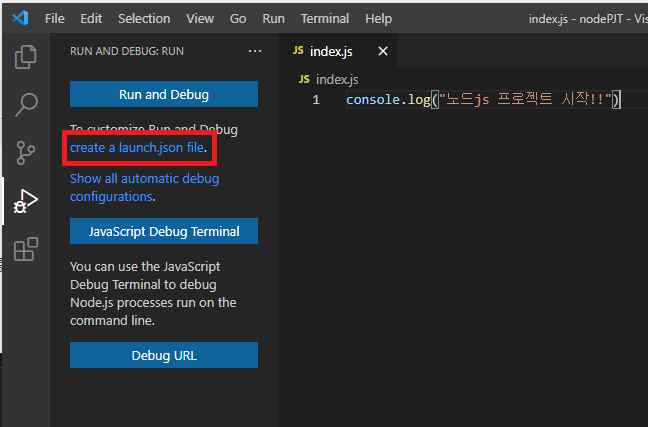 File Edit Selection View Go Run Terminal Help index.js - nodePJT - Vis
RUN AND DEBUG: RUN ···
JS index.js ×
Run and Debug
JS index.js
1 console.log("노드js 프로젝트 시작!!")
To customize Run and Debug
create a launch.json file.
Show all automatic debug
configurations.
JavaScript Debug Terminal
You can use the JavaScript
Debug Terminal to debug
Node.js processes run on the
command line.
Debug URL